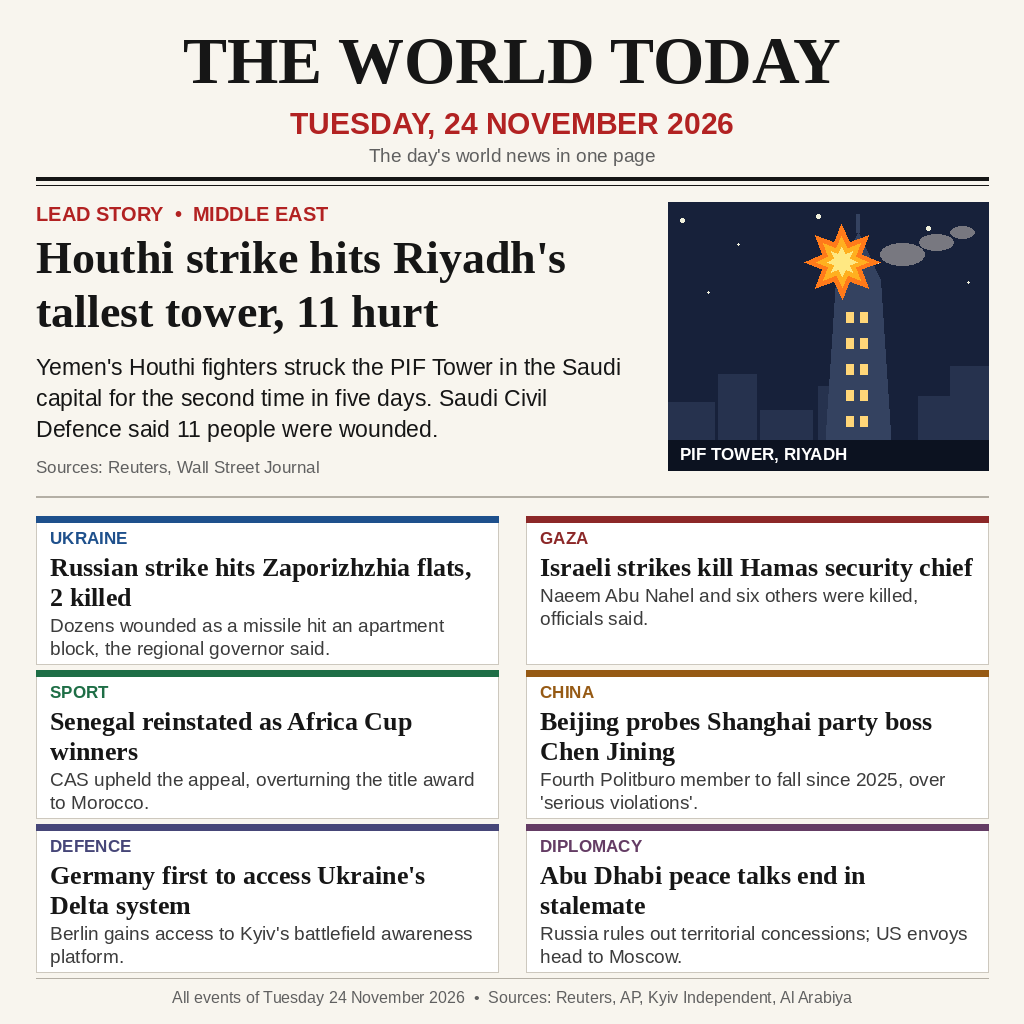 THE WORLD TODAY
TUESDAY, 24 NOVEMBER 2026
The day's world news in one page
LEAD STORY • MIDDLE EAST
Houthi strike hits Riyadh's
tallest tower, 11 hurt
Yemen's Houthi fighters struck the PIF Tower in the Saudi
capital for the second time in five days. Saudi Civil
Defence said 11 people were wounded.
Sources: Reuters, Wall Street Journal
PIF TOWER, RIYADH
UKRAINE
Russian strike hits Zaporizhzhia flats,
2 killed
Dozens wounded as a missile hit an apartment
block, the regional governor said.
GAZA
Israeli strikes kill Hamas security chief
Naeem Abu Nahel and six others were killed,
officials said.
SPORT
Senegal reinstated as Africa Cup
winners
CAS upheld the appeal, overturning the title award
to Morocco.
CHINA
Beijing probes Shanghai party boss
Chen Jining
Fourth Politburo member to fall since 2025, over
'serious violations'.
DEFENCE
Germany first to access Ukraine's
Delta system
Berlin gains access to Kyiv's battlefield awareness
platform.
DIPLOMACY
Abu Dhabi peace talks end in
stalemate
Russia rules out territorial concessions; US envoys
head to Moscow.
All events of Tuesday 24 November 2026 • Sources: Reuters, AP, Kyiv Independent, Al Arabiya